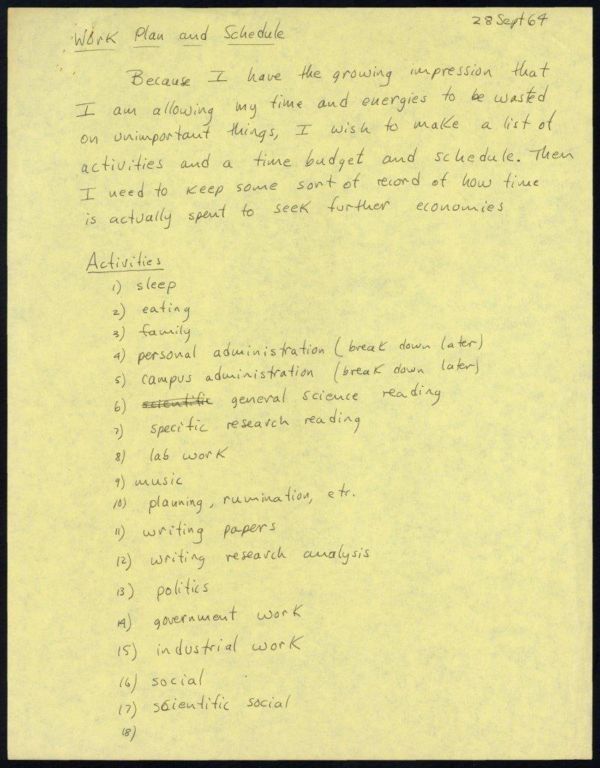 28 Sept 64
Work Plan and Schedule
Because I have the growing impression that
I am allowing my time and energies to be wasted
on unimportant things, I wish to make a list of
activities and a time budget and schedule. Then
I need to keep some sort of record of how time
is actually spent to seek further economies
Activities
1) sleep
2) eating
3) family
4) personal administration (break down later)
5) campus administration (break down later)
6) scientific general science reading
7) specific research reading
8) lab work
9) music
10) planning, rumination, etc.
11) writing papers
12) writing research analysis
13) politics
14) government work
15) industrial work
16) social
17) scientific social
18)